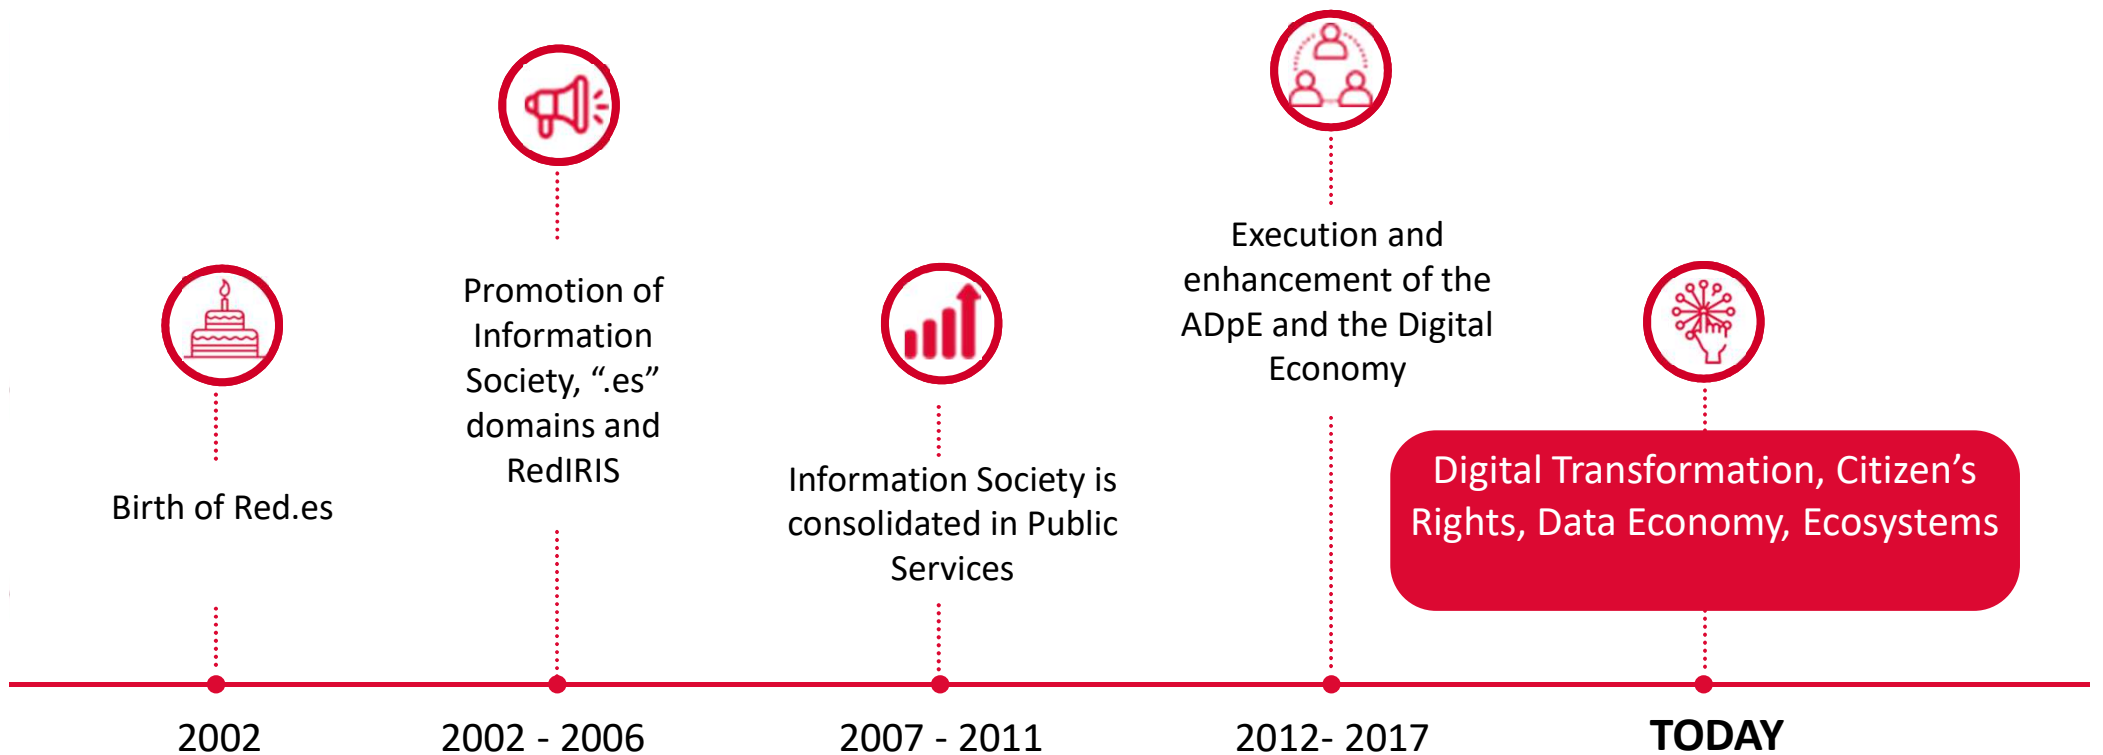 Birth of Red.es
2002
Promotion of
Information
Society, “.es”
domains and
RedIRIS
2002 - 2006
Information Society is
consolidated in Public
Services
2007 - 2011
Execution and
enhancement of the
ADpE and the Digital
Economy
2012- 2017
Digital Transformation, Citizen’s
Rights, Data Economy, Ecosystems
TODAY